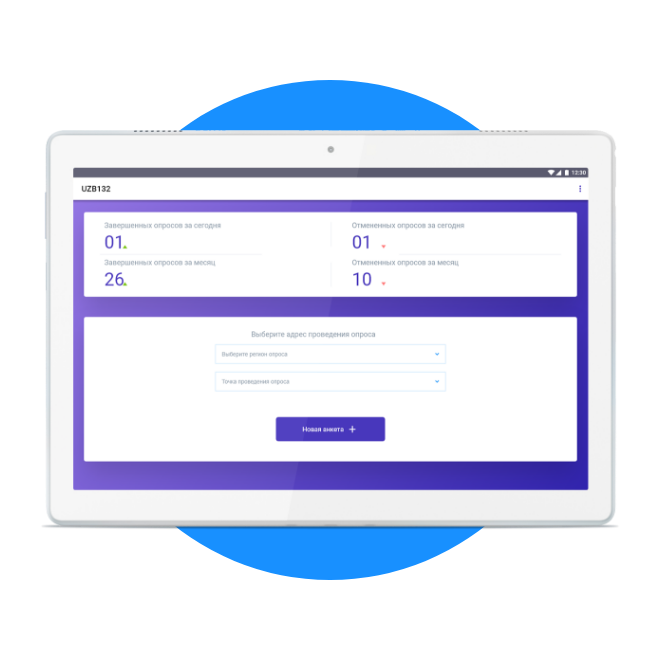 12:30
UZB132
Завершенных опросов за сегодня
01
Отмененных опросов за сегодня
01
Завершенных опросов за месяц
26
Отмененных опросов за месяц
10
Выберите адрес проведения опроса
Выберите регион опроса
Точка проведения опроса
Новая анкета +